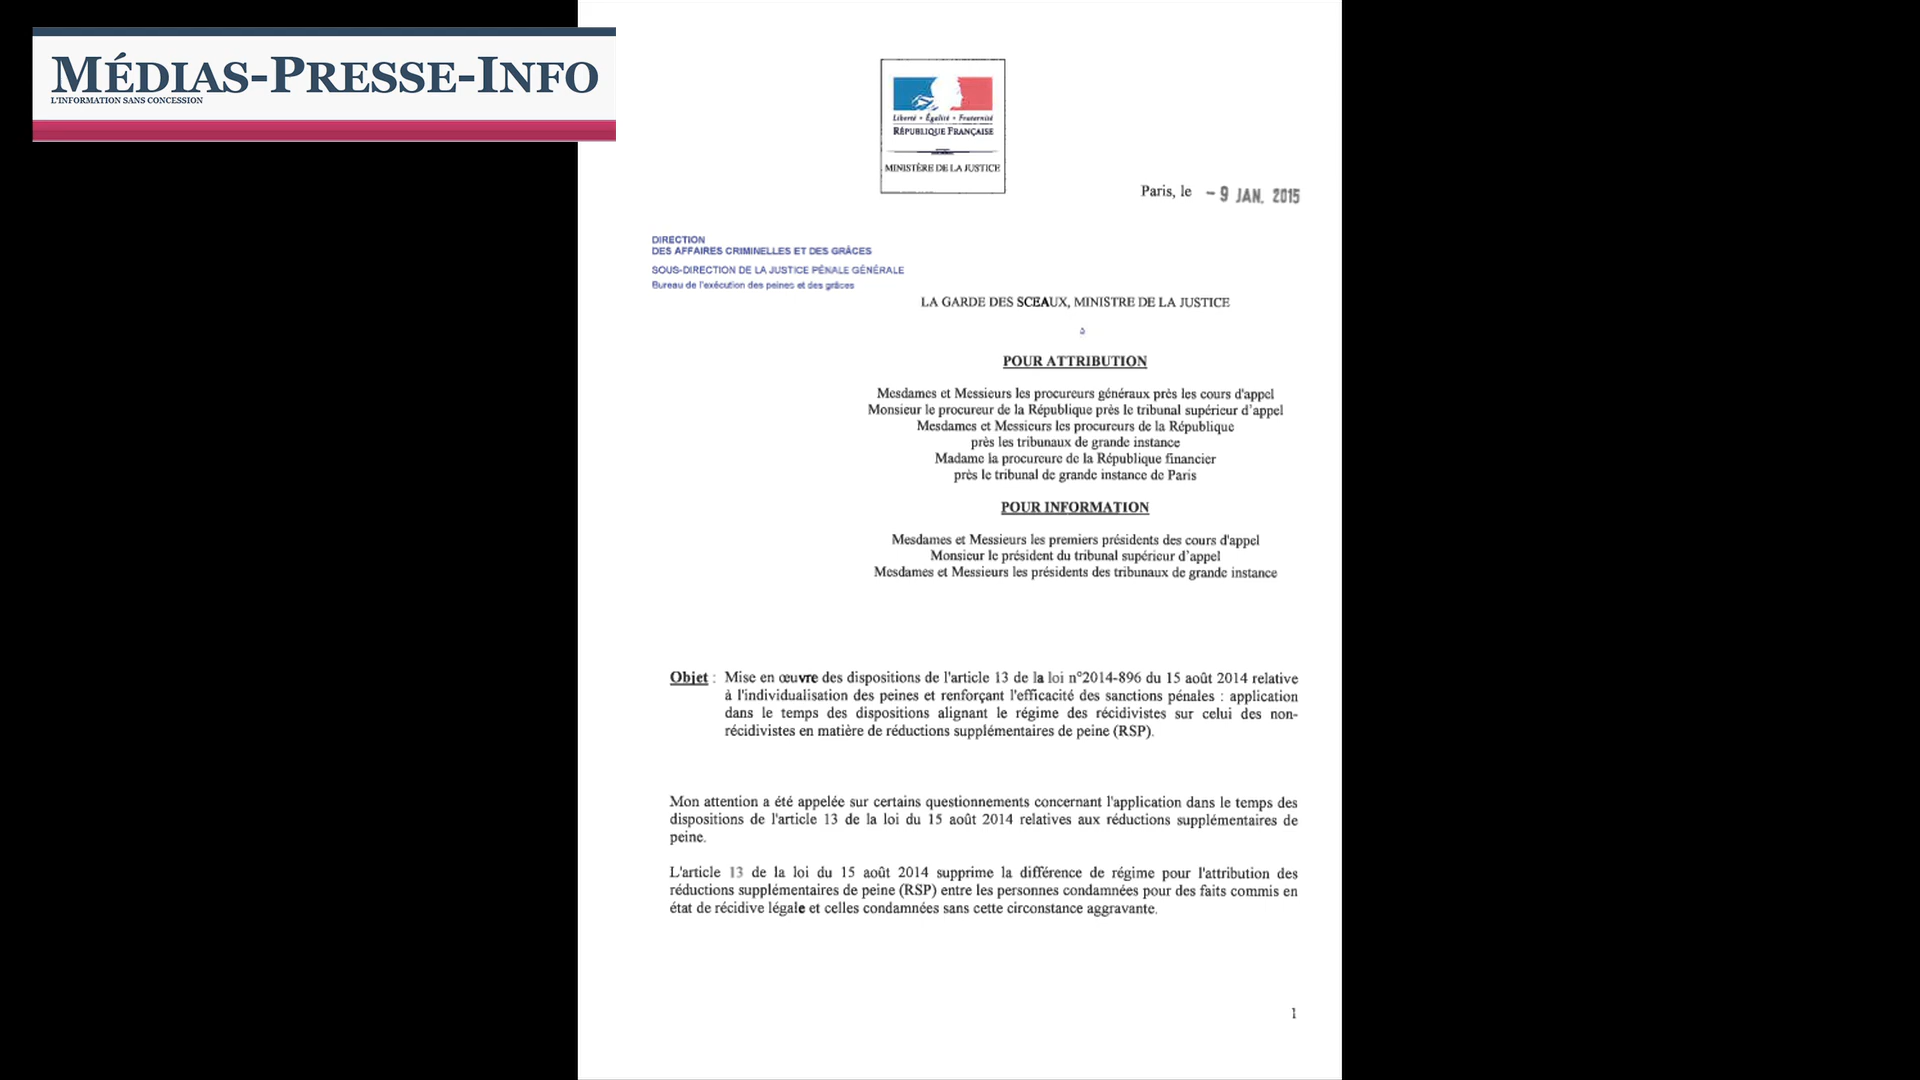 MÉDIAS-PRESSE-INFO
L'INFORMATION SANS CONCESSION
Liberté • Égalité • Fraternité
RÉPUBLIQUE FRANÇAISE
MINISTÈRE DE LA JUSTICE
Paris, le - 9 JAN. 2015
DIRECTION
DES AFFAIRES CRIMINELLES ET DES GRÂCES
SOUS-DIRECTION DE LA JUSTICE PÉNALE GÉNÉRALE
Bureau de l'exécution des peines et des grâces
LA GARDE DES SCEAUX, MINISTRE DE LA JUSTICE
à
POUR ATTRIBUTION
Mesdames et Messieurs les procureurs généraux près les cours d'appel
Monsieur le procureur de la République près le tribunal supérieur d'appel
Mesdames et Messieurs les procureurs de la République
près les tribunaux de grande instance
Madame la procureure de la République financier
près le tribunal de grande instance de Paris
POUR INFORMATION
Mesdames et Messieurs les premiers présidents des cours d'appel
Monsieur le président du tribunal supérieur d'appel
Mesdames et Messieurs les présidents des tribunaux de grande instance
Objet : Mise en œuvre des dispositions de l'article 13 de la loi n°2014-896 du 15 août 2014 relative
à l'individualisation des peines et renforçant l'efficacité des sanctions pénales : application
dans le temps des dispositions alignant le régime des récidivistes sur celui des non-
récidivistes en matière de réductions supplémentaires de peine (RSP).
Mon attention a été appelée sur certains questionnements concernant l'application dans le temps des
dispositions de l'article 13 de la loi du 15 août 2014 relatives aux réductions supplémentaires de
peine.
L'article 13 de la loi du 15 août 2014 supprime la différence de régime pour l'attribution des
réductions supplémentaires de peine (RSP) entre les personnes condamnées pour des faits commis en
état de récidive légale et celles condamnées sans cette circonstance aggravante.
1